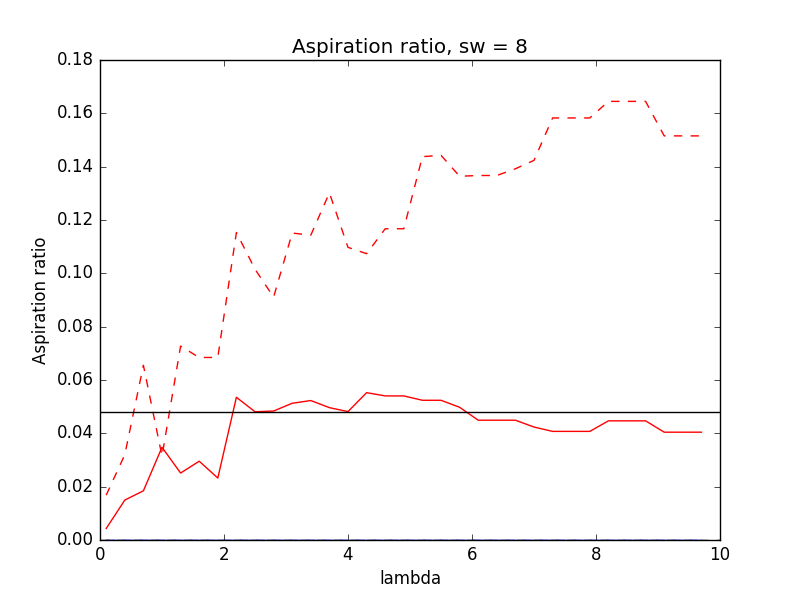 Aspiration ratio, sw = 8
0.18
0.16
0.14
0.12
0.10
0.08
0.06
0.04
0.02
0.00
Aspiration ratio
0 2 4 6 8 10
lambda